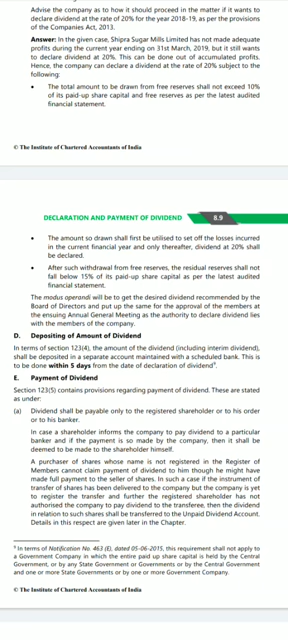 Advise the company as to how it should proceed in the matter if it wants to
declare dividend at the rate of 20% for the year 2018-19, as per the provisions
of the Companies Act, 2013.
Answer: In the given case, Shipra Sugar Mills Limited has not made adequate
profits during the current year ending on 31st March, 2019, but it still wants
to declare dividend at 20%. This can be done out of accumulated profits.
Hence, the company can declare a dividend at the rate of 20% subject to the
following:
• The total amount to be drawn from free reserves shall not exceed 10%
of its paid-up share capital and free reserves as per the latest audited
financial statement.
© The Institute of Chartered Accountants of India
DECLARATION AND PAYMENT OF DIVIDEND 8.9
• The amount so drawn shall first be utilised to set off the losses incurred
in the current financial year and only thereafter, dividend at 20% shall
be declared.
• After such withdrawal from free reserves, the residual reserves shall not
fall below 15% of its paid-up share capital as per the latest audited
financial statement.
The modus operandi will be to get the desired dividend recommended by the
Board of Directors and put up the same for the approval of the members at
the ensuing Annual General Meeting as the authority to declare dividend lies
with the members of the company.
D. Depositing of Amount of Dividend
In terms of section 123(4), the amount of the dividend (including interim dividend),
shall be deposited in a separate account maintained with a scheduled bank. This is
to be done within 5 days from the date of declaration of dividend⁹.
E. Payment of Dividend
Section 123(5) contains provisions regarding payment of dividend. These are stated
as under:
(a) Dividend shall be payable only to the registered shareholder or to his order
or to his banker.
In case a shareholder informs the company to pay dividend to a particular
banker and if the payment is so made by the company, then it shall be
deemed to be made to the shareholder himself.
A purchaser of shares whose name is not registered in the Register of
Members cannot claim payment of dividend to him though he might have
made full payment to the seller of shares. In such a case if the instrument of
transfer of shares has been delivered to the company but the company is yet
to register the transfer and further the registered shareholder has not
authorised the company to pay dividend to the transferee, then the dividend
in relation to such shares shall be transferred to the Unpaid Dividend Account.
Details in this respect are given later in the Chapter.
⁹ In terms of Notification No. 463 (E), dated 05-06-2015, this requirement shall not apply to
a Government Company in which the entire paid up share capital is held by the Central
Government, or by any State Government or Governments or by the Central Government
and one or more State Governments or by one or more Government Company.
© The Institute of Chartered Accountants of India